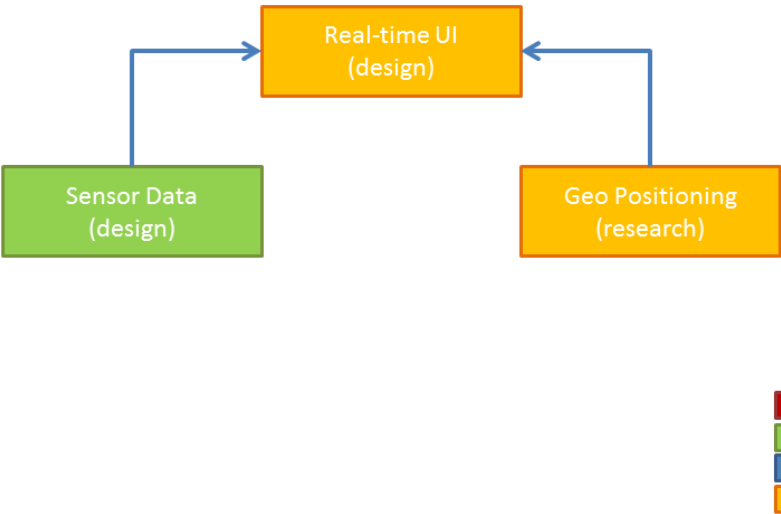 Real-time UI
(design)
Sensor Data
(design)
Geo Positioning
(research)